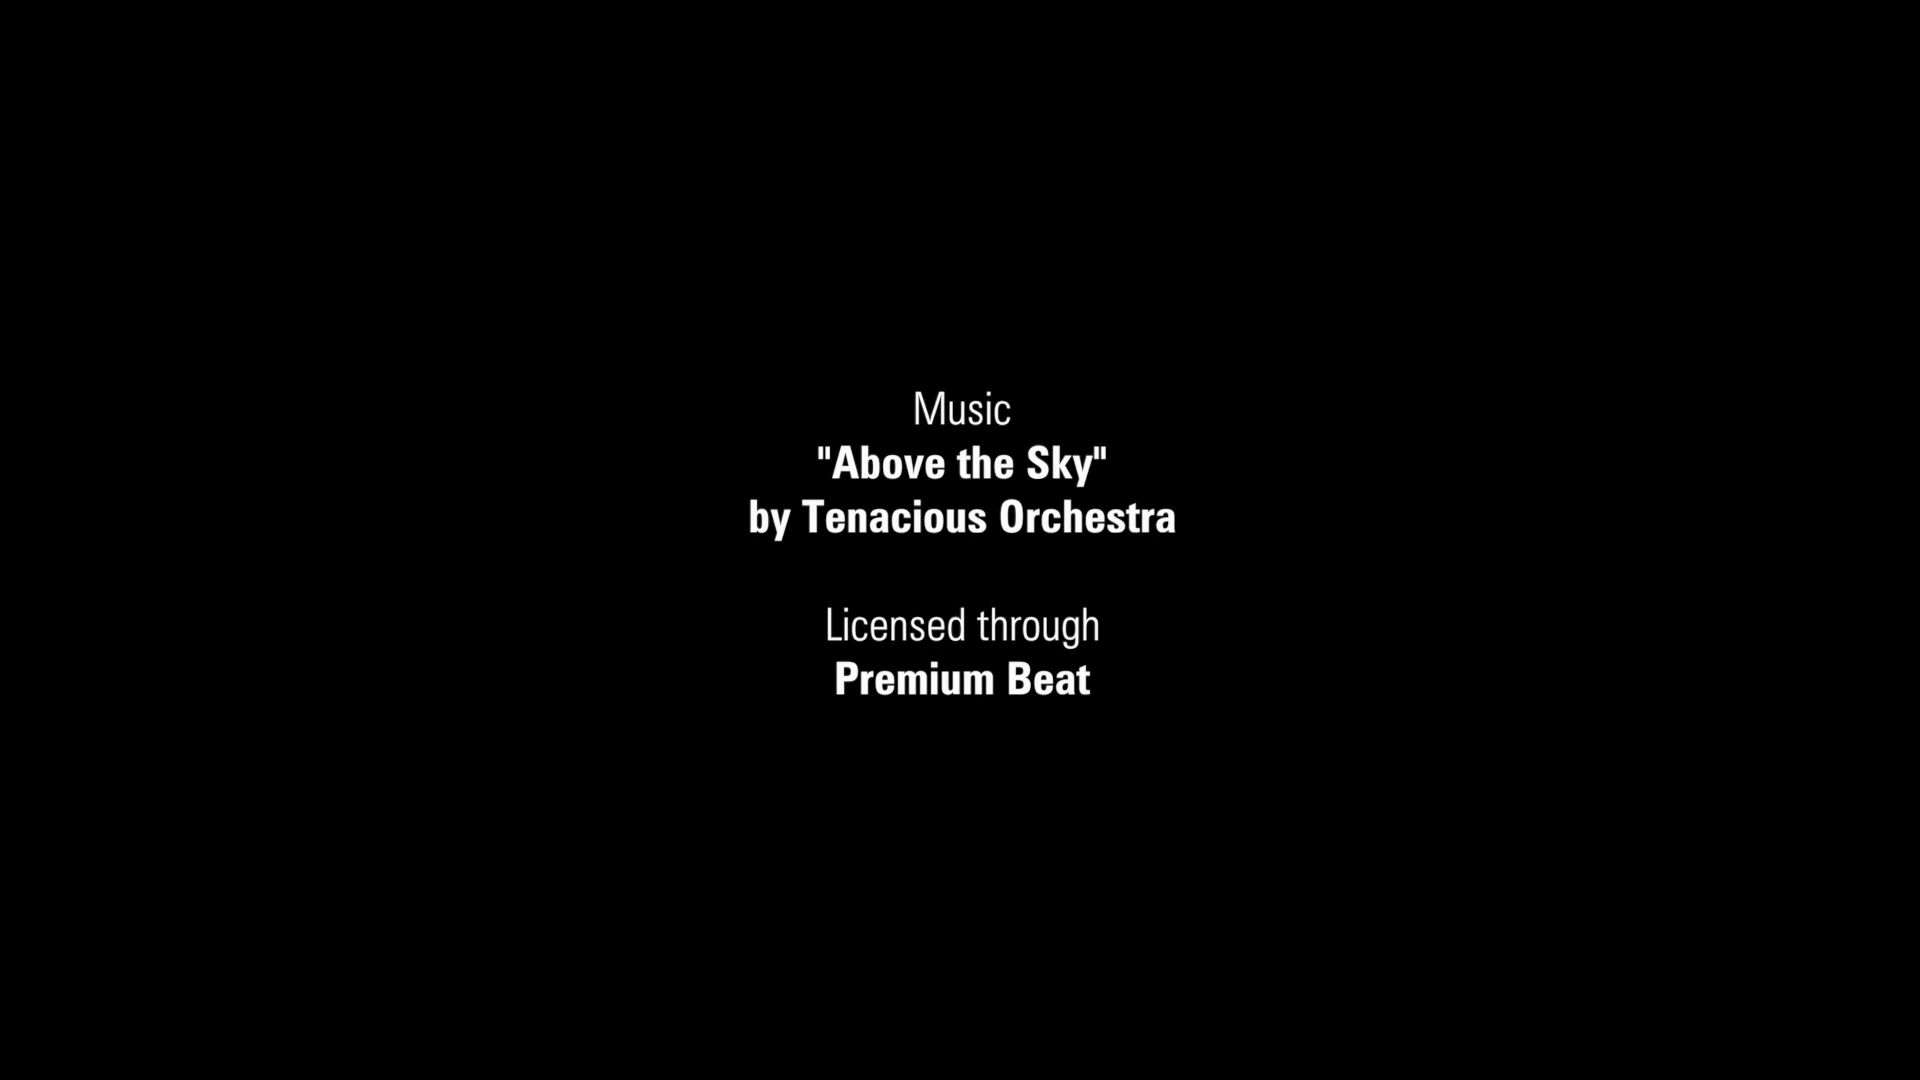 Music
"Above the Sky"
by Tenacious Orchestra
Licensed through
Premium Beat